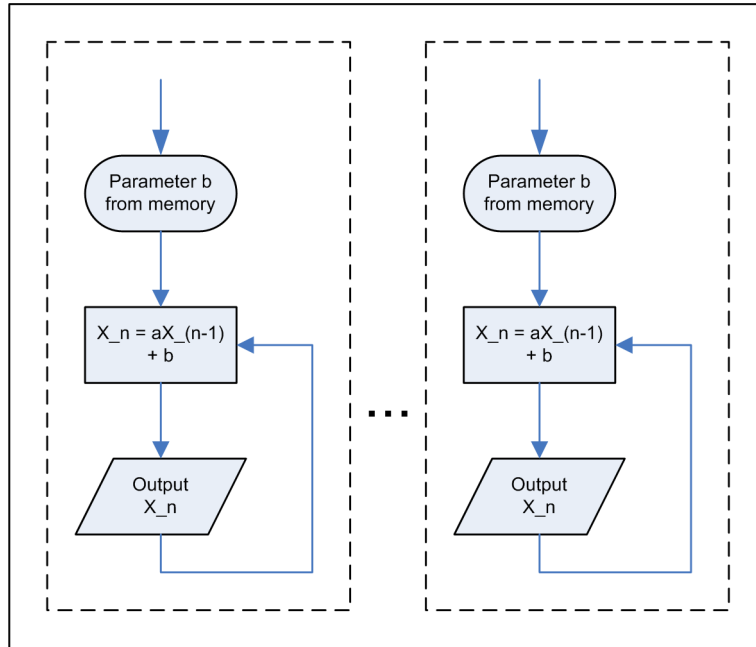 Parameter b
from memory
X_n = aX_(n-1)
+ b
Output
X_n
...
Parameter b
from memory
X_n = aX_(n-1)
+ b
Output
X_n